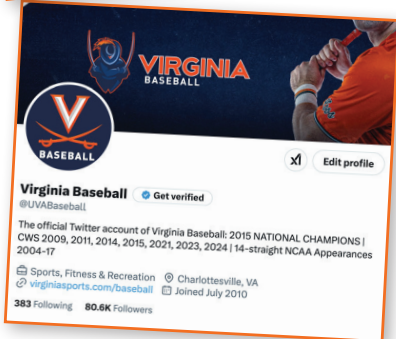 VIRGINIA
BASEBALL
V
BASEBALL
Edit profile
Virginia Baseball Get verified
@UVABaseball
The official Twitter account of Virginia Baseball: 2015 NATIONAL CHAMPIONS |
CWS 2009, 2011, 2014, 2015, 2021, 2023, 2024 | 14-straight NCAA Appearances
2004-17
Sports, Fitness & Recreation Charlottesville, VA
virginiasports.com/baseball Joined July 2010
383 Following 80.6K Followers